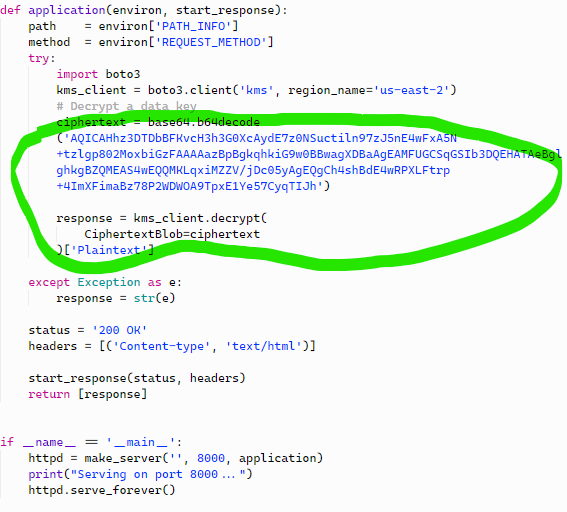 def application(environ, start_response):
    path    = environ['PATH_INFO']
    method  = environ['REQUEST_METHOD']
    try:
        import boto3
        kms_client = boto3.client('kms', region_name='us-east-2')
        # Decrypt a data key
        ciphertext = base64.b64decode
        ('AQICAHhz3DTDbBFKvcH3h3G0XcAydE7z0NSuctiln97zJ5nE4wFxA5N
        +tzlgp802MoxbiGzFAAAAazBpBgkqhkiG9w0BBwagXDBaAgEAMFUGCSqGSIb3DQEHATAeBgl
        ghkgBZQMEAS4wEQQMKLqxiMZZV/jDc05yAgEQgCh4shBdE4wRPXLFtrp
        +4ImXFimaBz78P2WDWOA9TpxE1Ye57CyqTIJh')

        response = kms_client.decrypt(
            CiphertextBlob=ciphertext
        )['Plaintext']

    except Exception as e:
        response = str(e)

    status = '200 OK'
    headers = [('Content-type', 'text/html')]

    start_response(status, headers)
    return [response]


if __name__ == '__main__':
    httpd = make_server('', 8000, application)
    print("Serving on port 8000...")
    httpd.serve_forever()